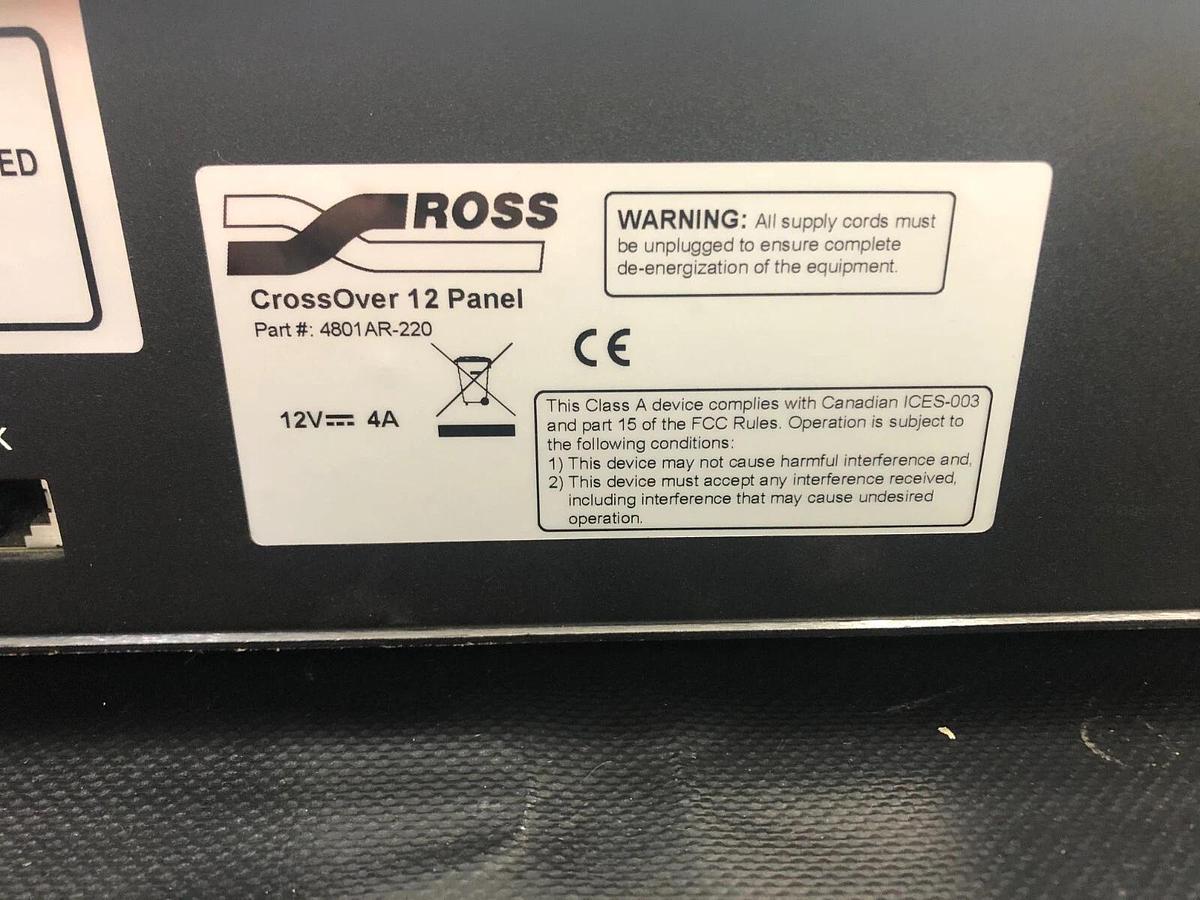 ED
K
ROSS
CrossOver 12 Panel
Part #: 4801AR-220
12V⎓ 4A
WARNING: All supply cords must
be unplugged to ensure complete
de-energization of the equipment.
CE
This Class A device complies with Canadian ICES-003
and part 15 of the FCC Rules. Operation is subject to
the following conditions:
1) This device may not cause harmful interference and,
2) This device must accept any interference received,
including interference that may cause undesired
operation.